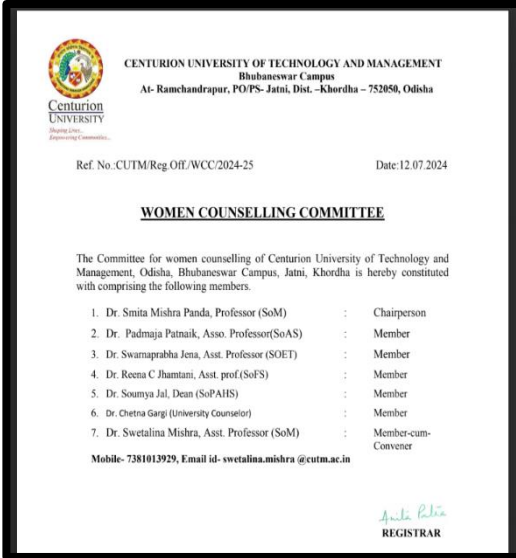 CENTURION UNIVERSITY OF TECHNOLOGY AND MANAGEMENT
Bhubaneswar Campus
At- Ramchandrapur, PO/PS- Jatni, Dist. –Khordha – 752050, Odisha
Centurion
UNIVERSITY
Shaping Lives...
Empowering Communities...
Ref. No.:CUTM/Reg.Off./WCC/2024-25 Date:12.07.2024
WOMEN COUNSELLING COMMITTEE
The Committee for women counselling of Centurion University of Technology and
Management, Odisha, Bhubaneswar Campus, Jatni, Khordha is hereby constituted
with comprising the following members.
1. Dr. Smita Mishra Panda, Professor (SoM) : Chairperson
2. Dr. Padmaja Patnaik, Asso. Professor(SoAS) : Member
3. Dr. Swarnaprabha Jena, Asst. Professor (SOET) : Member
4. Dr. Reena C Jhamtani, Asst. prof.(SoFS) : Member
5. Dr. Soumya Jal, Dean (SoPAHS) : Member
6. Dr. Chetna Gargi (University Counselor) : Member
7. Dr. Swetalina Mishra, Asst. Professor (SoM) : Member-cum-
Convener
Mobile- 7381013929, Email id- swetalina.mishra @cutm.ac.in
Anita Patra
REGISTRAR